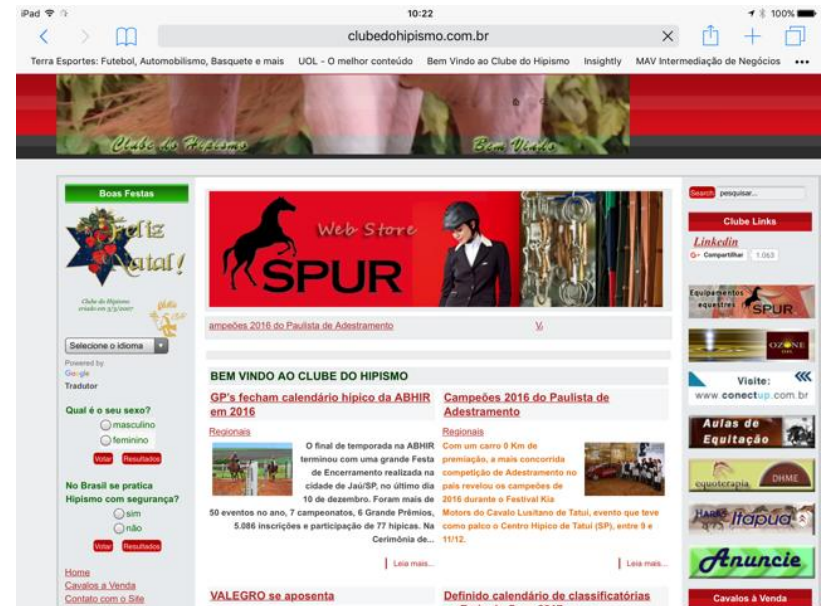 iPad
10:22
100%
clubedohipismo.com.br
Terra Esportes: Futebol, Automobilismo, Basquete e mais
UOL - O melhor conteúdo
Bem Vindo ao Clube do Hipismo
Insightly
MAV Intermediação de Negócios
Clube do Hipismo
Bem Vindo
Boas Festas
Feliz
Natal!
Clube do Hipismo
criado em 5/5/2007
Selecione o idioma
Powered by
Google
Tradutor
Qual é o seu sexo?
masculino
feminino
Votar
Resultados
No Brasil se pratica
Hipismo com segurança?
sim
não
Votar
Resultados
Home
Cavalos a Venda
Contato com o Site
Web Store
SPUR
ampeões 2016 do Paulista de Adestramento
BEM VINDO AO CLUBE DO HIPISMO
GP's fecham calendário hípico da ABHIR
em 2016
Regionais
O final de temporada na ABHIR
terminou com uma grande Festa
de Encerramento realizada na
cidade de Jaú/SP, no último dia
10 de dezembro. Foram mais de
50 eventos no ano, 7 campeonatos, 6 Grande Prêmios,
5.086 inscrições e participação de 77 hípicas. Na
Cerimônia de...
Leia mais...
VALEGRO se aposenta
Campeões 2016 do Paulista de
Adestramento
Regionais
Com um carro 0 Km de
premiação, a mais concorrida
competição de Adestramento no
país revelou os campeões de
2016 durante o Festival Kia
Motors do Cavalo Lusitano de Tatuí, evento que teve
como palco o Centro Hípico de Tatuí (SP), entre 9 e
11/12.
Leia mais...
Definido calendário de classificatórias
Search
pesquisar...
Clube Links
Linkedin
G+ Compartilhar
1.063
Equipamentos
equestres
SPUR
OZONE
Visite:
www.conectup.com.br
Aulas de
Equitação
equoterapia
DHME
HARAS Itapuã
Anuncie
Cavalos à Venda